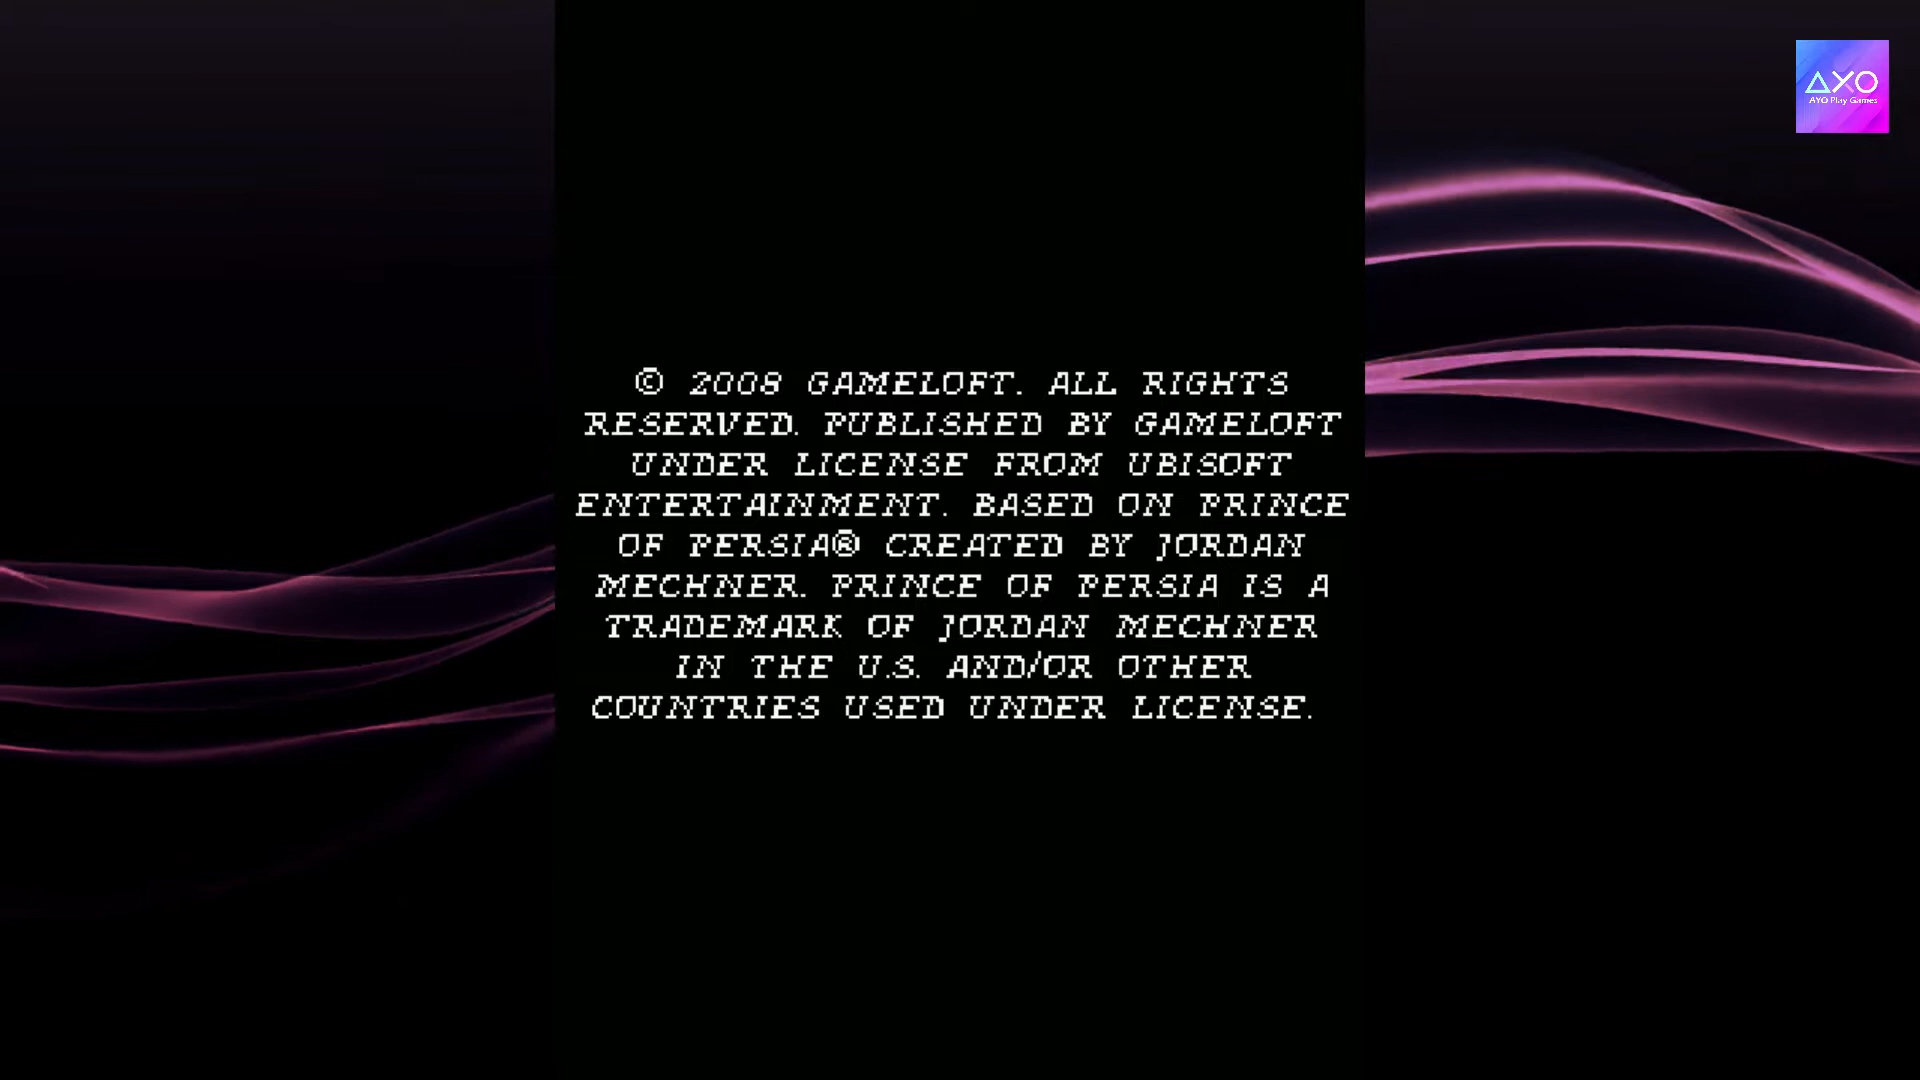 AXO
AYO Play Games
© 2008 GAMELOFT. ALL RIGHTS
RESERVED. PUBLISHED BY GAMELOFT
UNDER LICENSE FROM UBISOFT
ENTERTAINMENT. BASED ON PRINCE
OF PERSIA® CREATED BY JORDAN
MECHNER. PRINCE OF PERSIA IS A
TRADEMARK OF JORDAN MECHNER
IN THE U.S. AND/OR OTHER
COUNTRIES USED UNDER LICENSE.